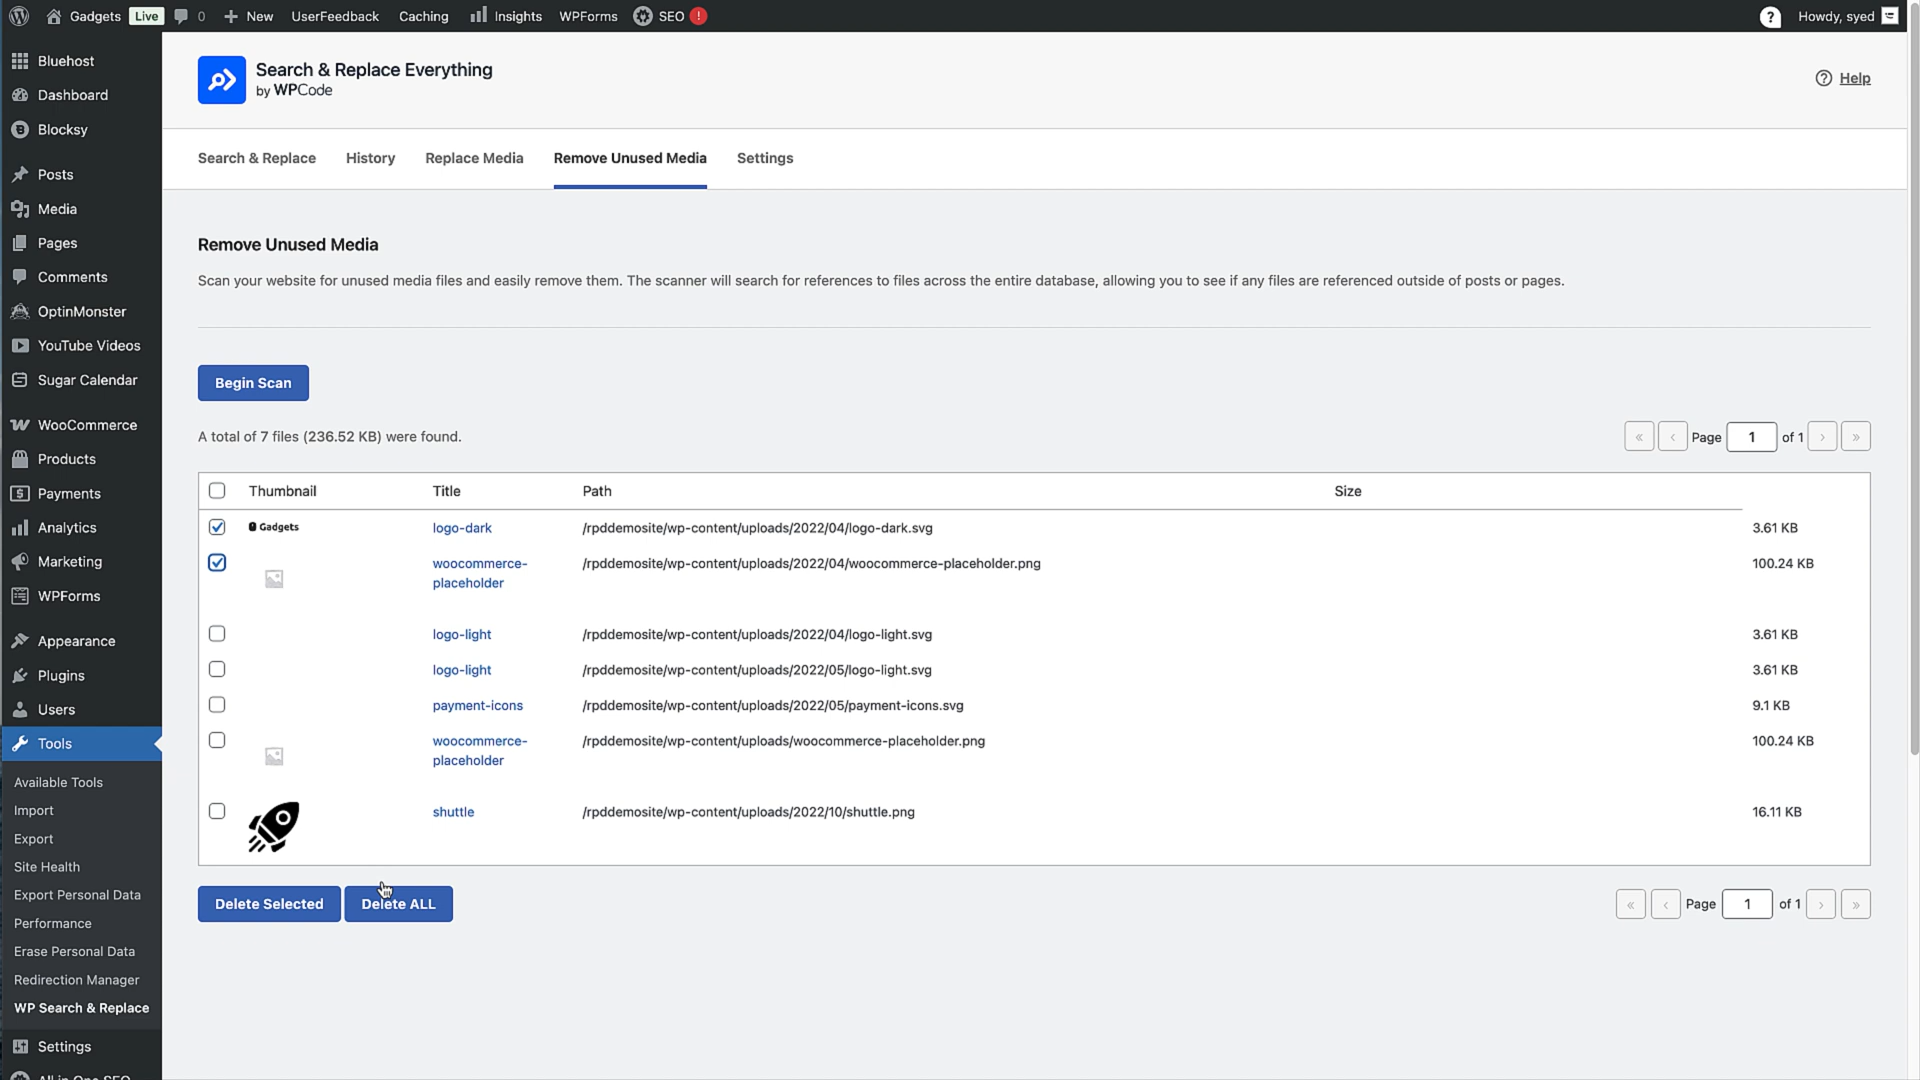 Gadgets Live 0 New UserFeedback Caching Insights WPForms SEO ! ? Howdy, syed
Bluehost
Dashboard
Blocksy
Posts
Media
Pages
Comments
OptinMonster
YouTube Videos
Sugar Calendar
WooCommerce
Products
Payments
Analytics
Marketing
WPForms
Appearance
Plugins
Users
Tools
Available Tools
Import
Export
Site Health
Export Personal Data
Performance
Erase Personal Data
Redirection Manager
WP Search & Replace
Settings
All in One SEO
Search & Replace Everything
by WPCode
Help
Search & Replace History Replace Media Remove Unused Media Settings
Remove Unused Media
Scan your website for unused media files and easily remove them. The scanner will search for references to files across the entire database, allowing you to see if any files are referenced outside of posts or pages.
Begin Scan
A total of 7 files (236.52 KB) were found.
« ‹ Page 1 of 1 › »
Thumbnail Title Path Size
Gadgets logo-dark /rpddemosite/wp-content/uploads/2022/04/logo-dark.svg 3.61 KB
woocommerce- /rpddemosite/wp-content/uploads/2022/04/woocommerce-placeholder.png 100.24 KB
placeholder
logo-light /rpddemosite/wp-content/uploads/2022/04/logo-light.svg 3.61 KB
logo-light /rpddemosite/wp-content/uploads/2022/05/logo-light.svg 3.61 KB
payment-icons /rpddemosite/wp-content/uploads/2022/05/payment-icons.svg 9.1 KB
woocommerce- /rpddemosite/wp-content/uploads/woocommerce-placeholder.png 100.24 KB
placeholder
shuttle /rpddemosite/wp-content/uploads/2022/10/shuttle.png 16.11 KB
Delete Selected Delete ALL
« ‹ Page 1 of 1 › »